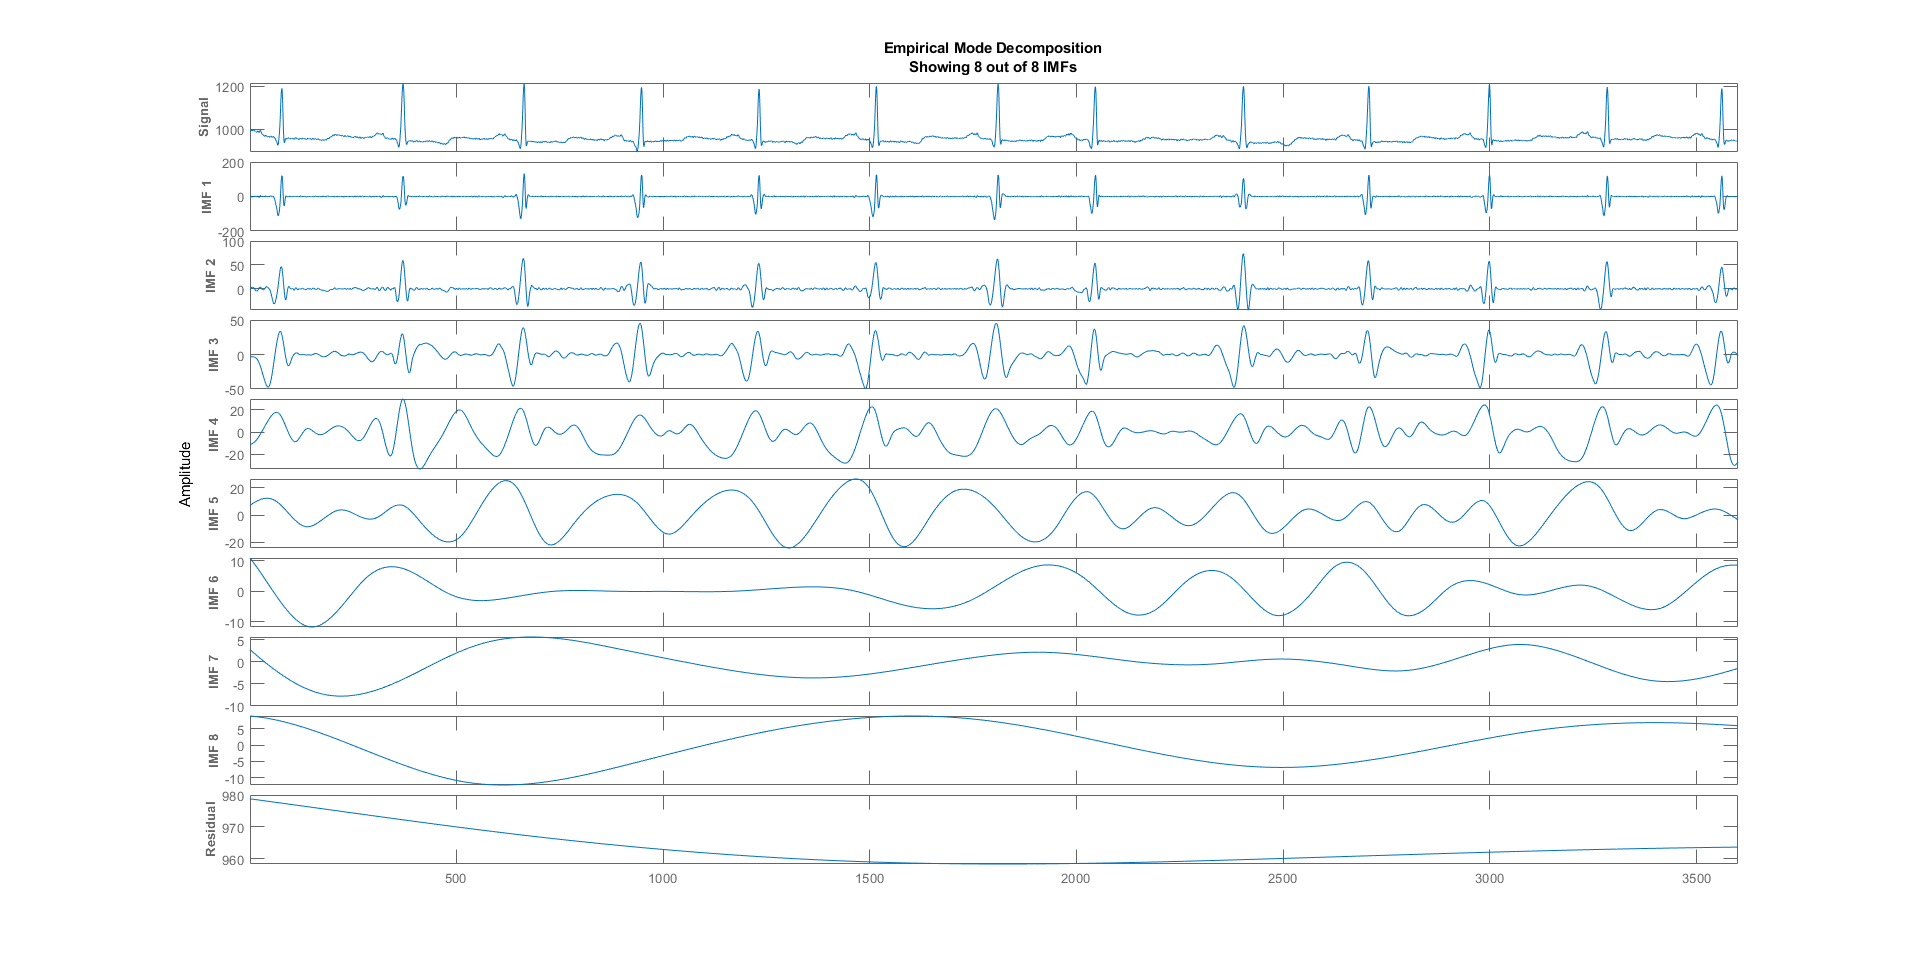 Empirical Mode Decomposition
Showing 8 out of 8 IMFs
Amplitude
Signal
1200
1000
IMF 1
200
0
-200
IMF 2
100
50
0
IMF 3
50
0
-50
IMF 4
20
0
-20
IMF 5
20
0
-20
IMF 6
10
0
-10
IMF 7
5
0
-5
-10
IMF 8
5
0
-5
-10
Residual
980
970
960
500 1000 1500 2000 2500 3000 3500